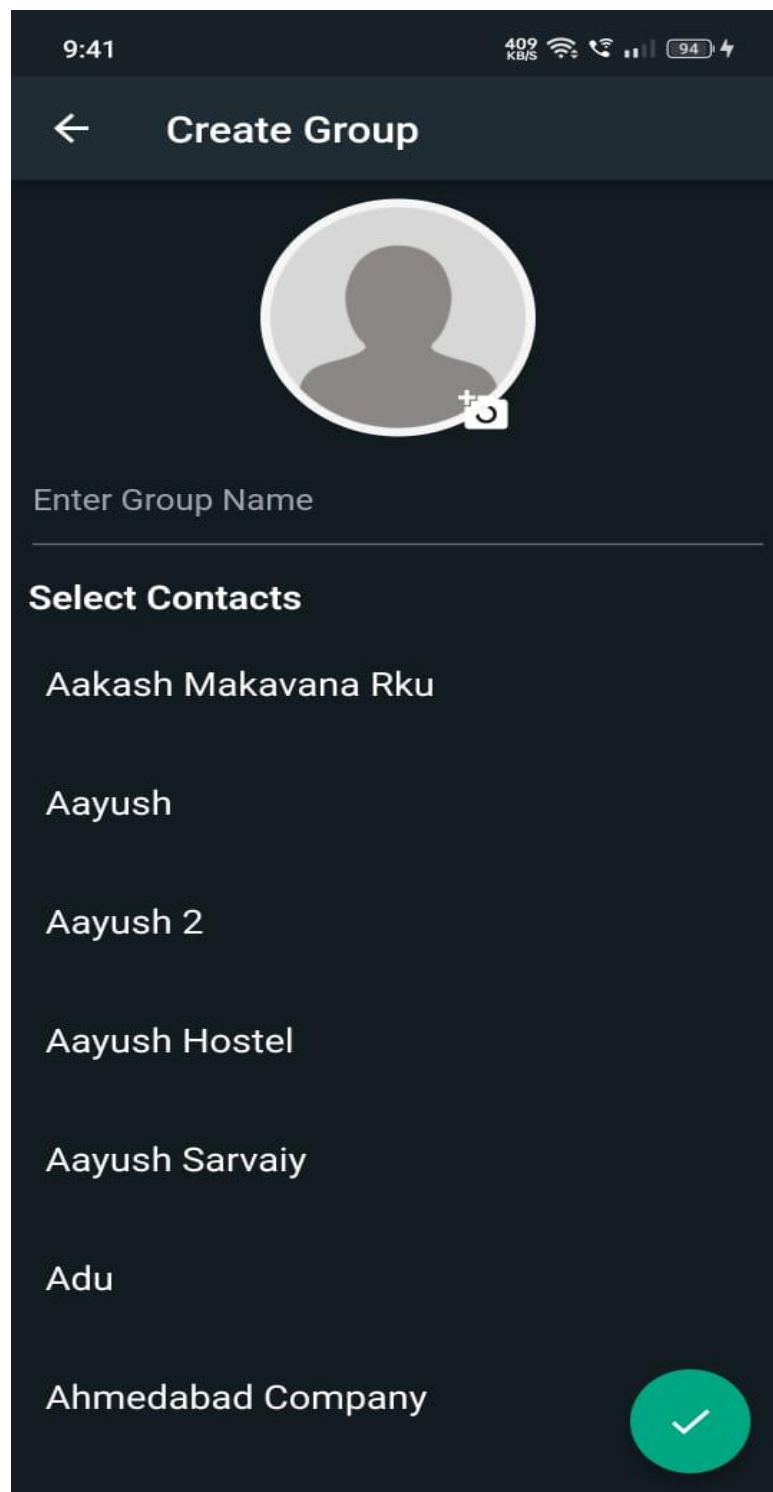 9:41
409
KB/S
94
Create Group
Enter Group Name
Select Contacts
Aakash Makavana Rku
Aayush
Aayush 2
Aayush Hostel
Aayush Sarvaiy
Adu
Ahmedabad Company